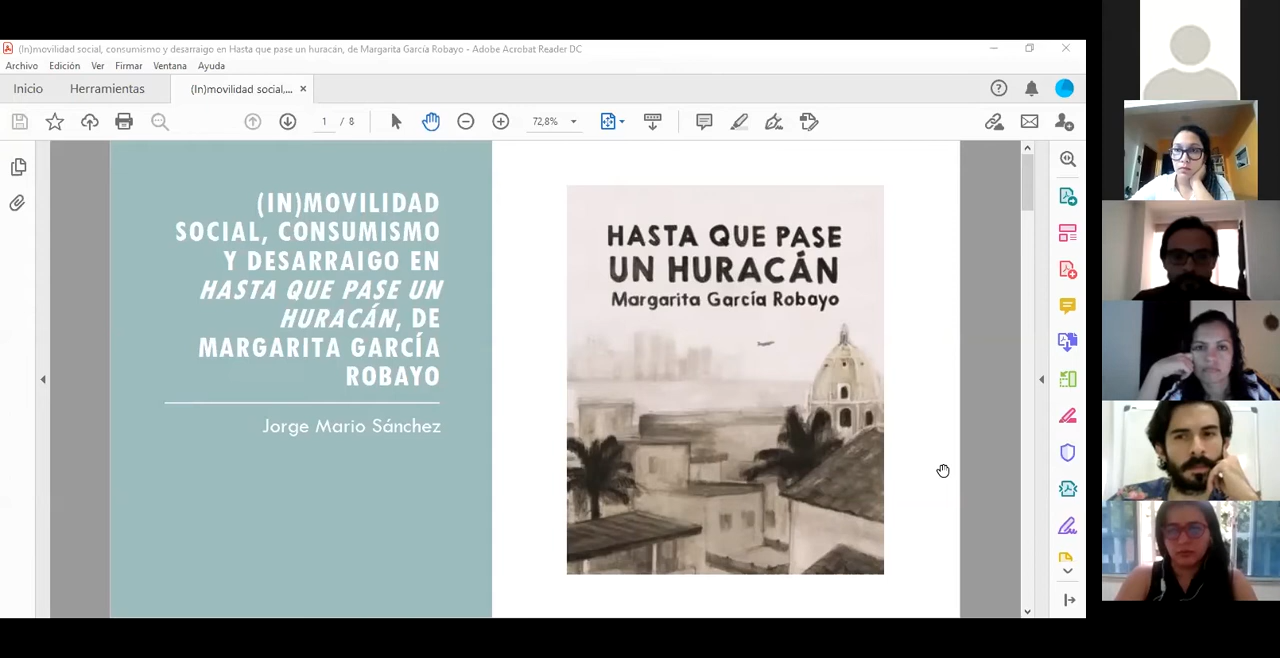 (In)movilidad social, consumismo y desarraigo en Hasta que pase un huracán, de Margarita García Robayo - Adobe Acrobat Reader DC
Archivo Edición Ver Firmar Ventana Ayuda
Inicio Herramientas (In)movilidad social,... ×
1 / 8 72,8%
(IN)MOVILIDAD
SOCIAL, CONSUMISMO
Y DESARRAIGO EN
HASTA QUE PASE UN
HURACÁN, DE
MARGARITA GARCÍA
ROBAYO
Jorge Mario Sánchez
HASTA QUE PASE
UN HURACÁN
Margarita García Robayo